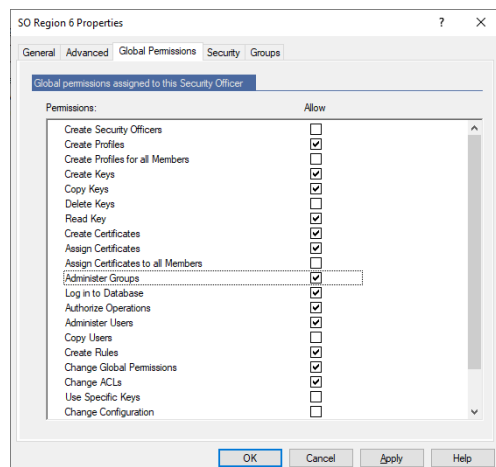 SO Region 6 Properties
General Advanced Global Permissions Security Groups
Global permissions assigned to this Security Officer
Permissions: Allow
Create Security Officers
Create Profiles
Create Profiles for all Members
Create Keys
Copy Keys
Delete Keys
Read Key
Create Certificates
Assign Certificates
Assign Certificates to all Members
Administer Groups
Log in to Database
Authorize Operations
Administer Users
Copy Users
Create Rules
Change Global Permissions
Change ACLs
Use Specific Keys
Change Configuration
OK Cancel Apply Help